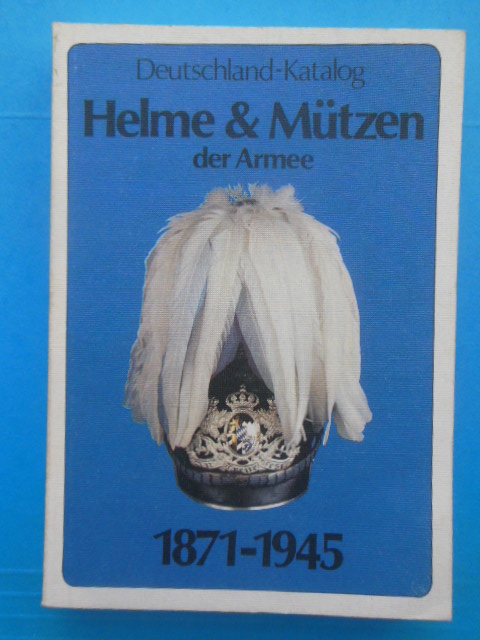 Deutschland-Katalog
Helme & Mützen
der Armee
1871-1945